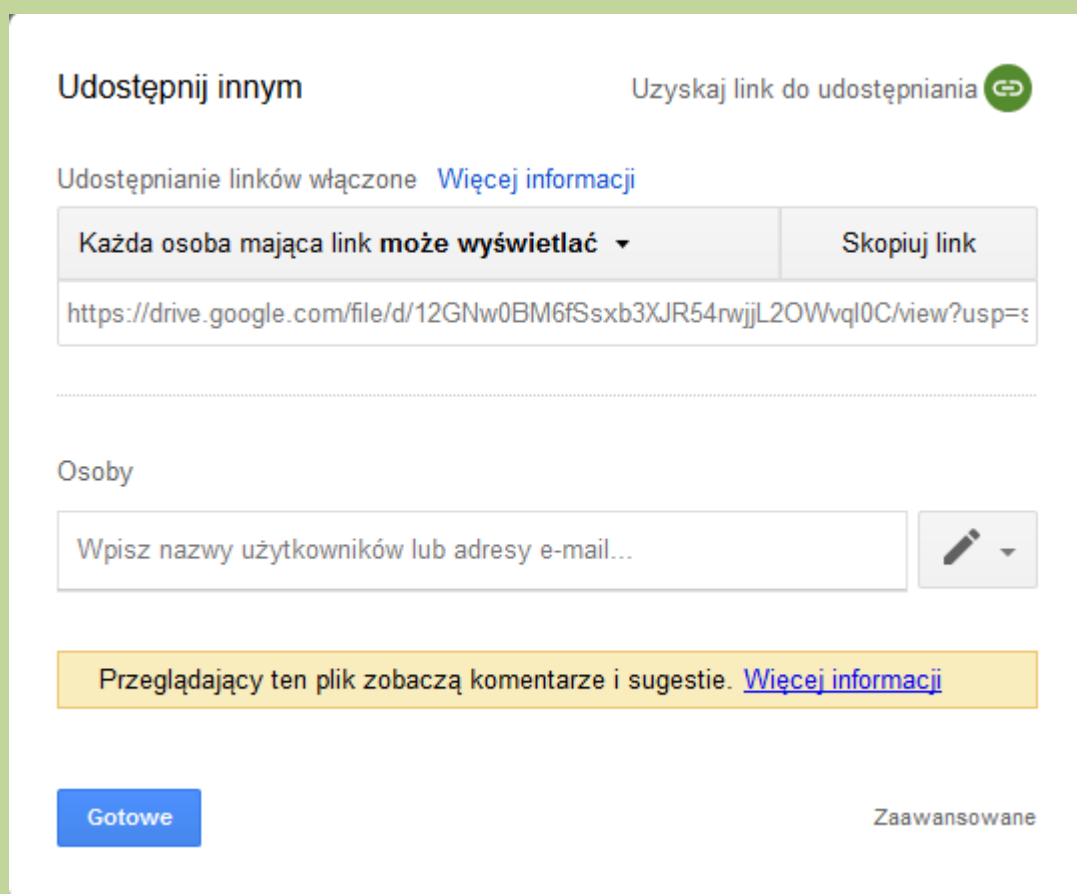 Udostępnij innym
Uzyskaj link do udostępniania
Udostępnianie linków włączone Więcej informacji
Każda osoba mająca link może wyświetlać
Skopiuj link
https://drive.google.com/file/d/12GNw0BM6fSsxb3XJR54rwjjL2OWvqI0C/view?usp=s
Osoby
Wpisz nazwy użytkowników lub adresy e-mail...
Przeglądający ten plik zobaczą komentarze i sugestie. Więcej informacji
Gotowe
Zaawansowane